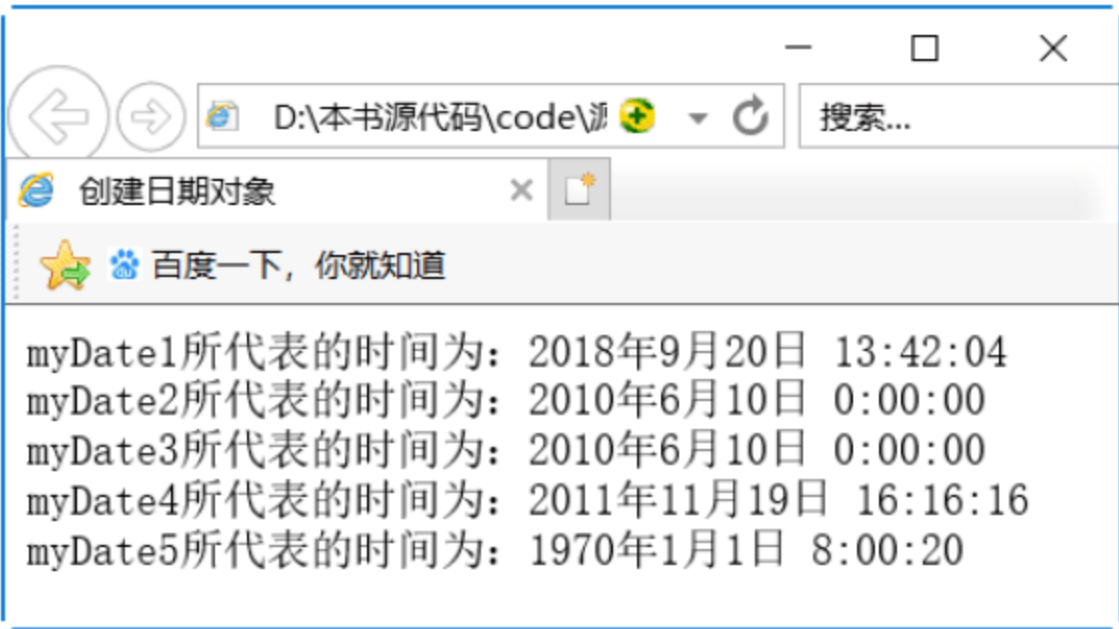 D:\本书源代码\code\源
搜索...
创建日期对象
百度一下，你就知道
myDate1所代表的时间为：2018年9月20日 13:42:04
myDate2所代表的时间为：2010年6月10日 0:00:00
myDate3所代表的时间为：2010年6月10日 0:00:00
myDate4所代表的时间为：2011年11月19日 16:16:16
myDate5所代表的时间为：1970年1月1日 8:00:20